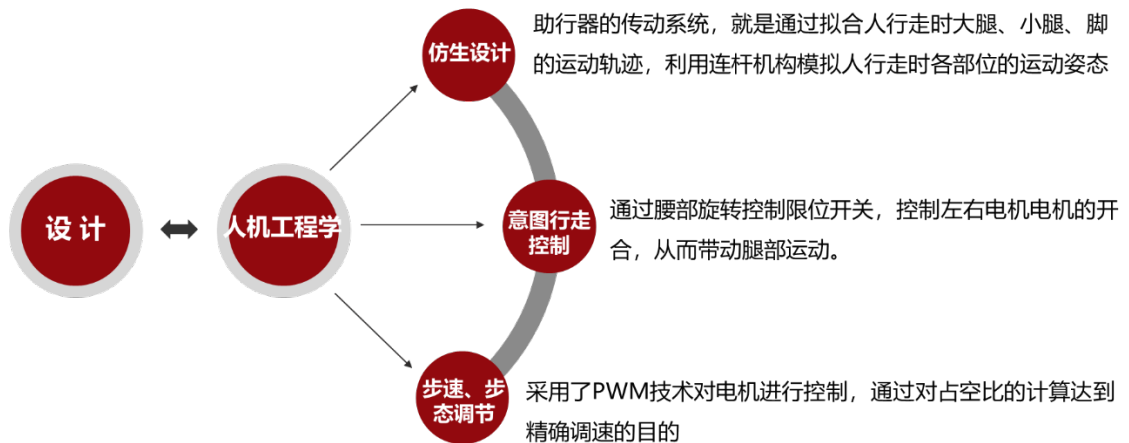 助行器的传动系统，就是通过拟合人行走时大腿、小腿、脚
的运动轨迹，利用连杆机构模拟人行走时各部位的运动姿态
仿生设计
设 计
人机工程学
意图行走
控制
通过腰部旋转控制限位开关，控制左右电机电机的开
合，从而带动腿部运动。
步速、步
态调节
采用了PWM技术对电机进行控制，通过对占空比的计算达到
精确调速的目的